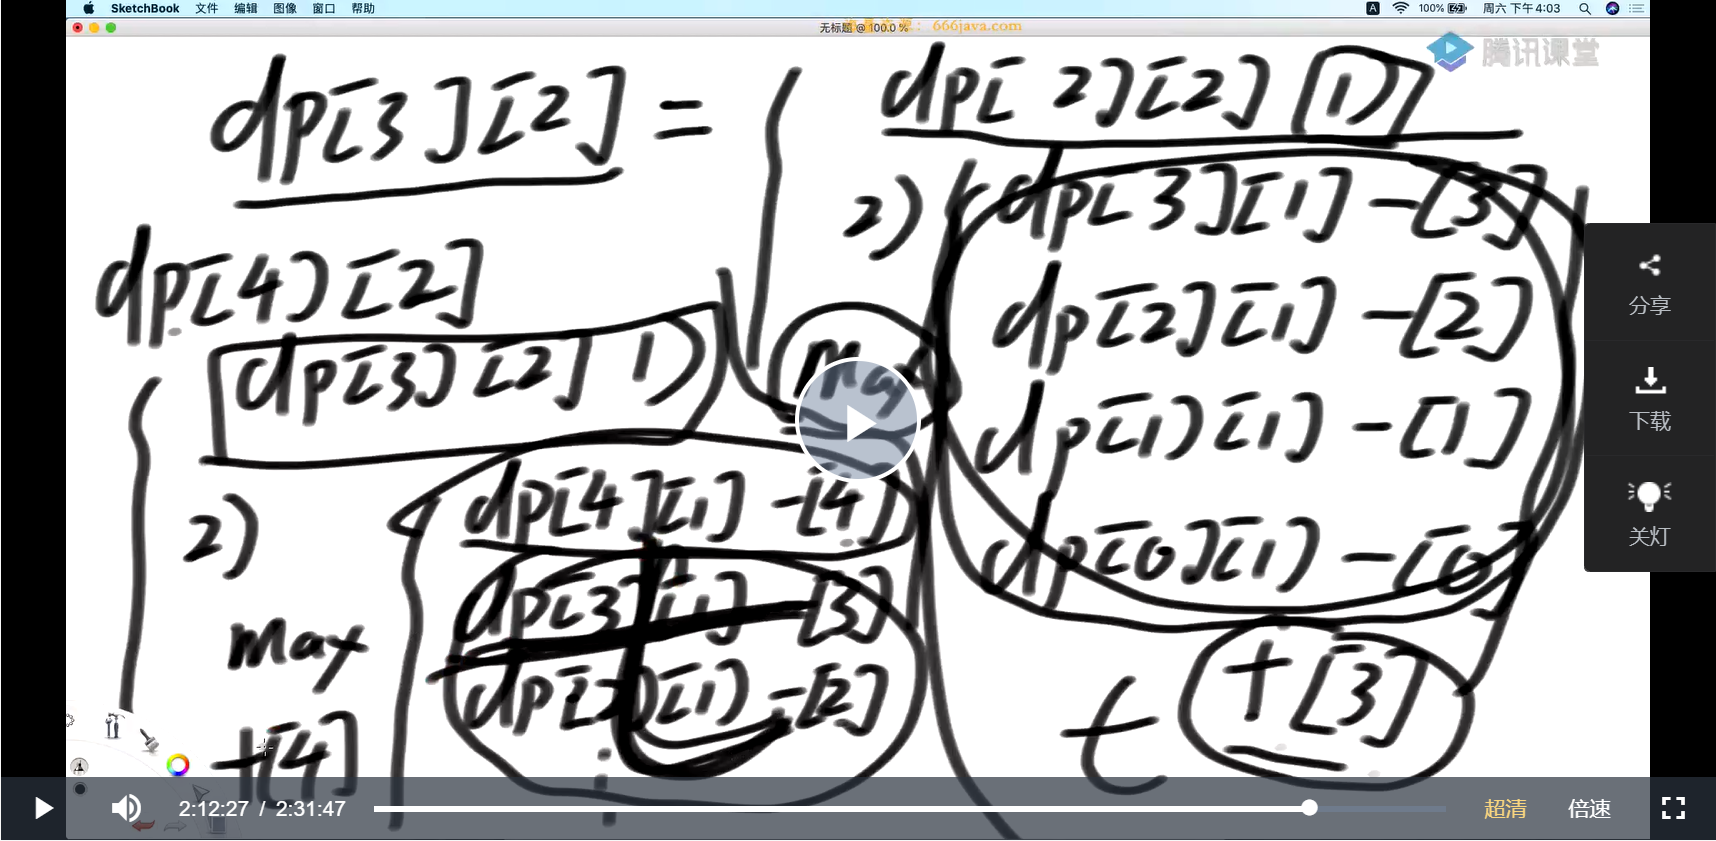 SketchBook 文件 编辑 图像 窗口 帮助 A 100% 周六 下午4:03
无标题 @ 100.0 % 666java.com
腾讯课堂
dp[3][2] = dp[2][2] 1)
2) dp[3][1] - [3]
dp[4][2] dp[2][1] - [2]
dp[3][2] 1) max dp[1][1] - [1]
dp[4][1] - [4]
2) dp[0][1] - [0]
dp[3][1] - [3]
max dp[2][1] - [2] + [3]
+[4]
分享
下载
关灯
2:12:27 / 2:31:47 超清 倍速